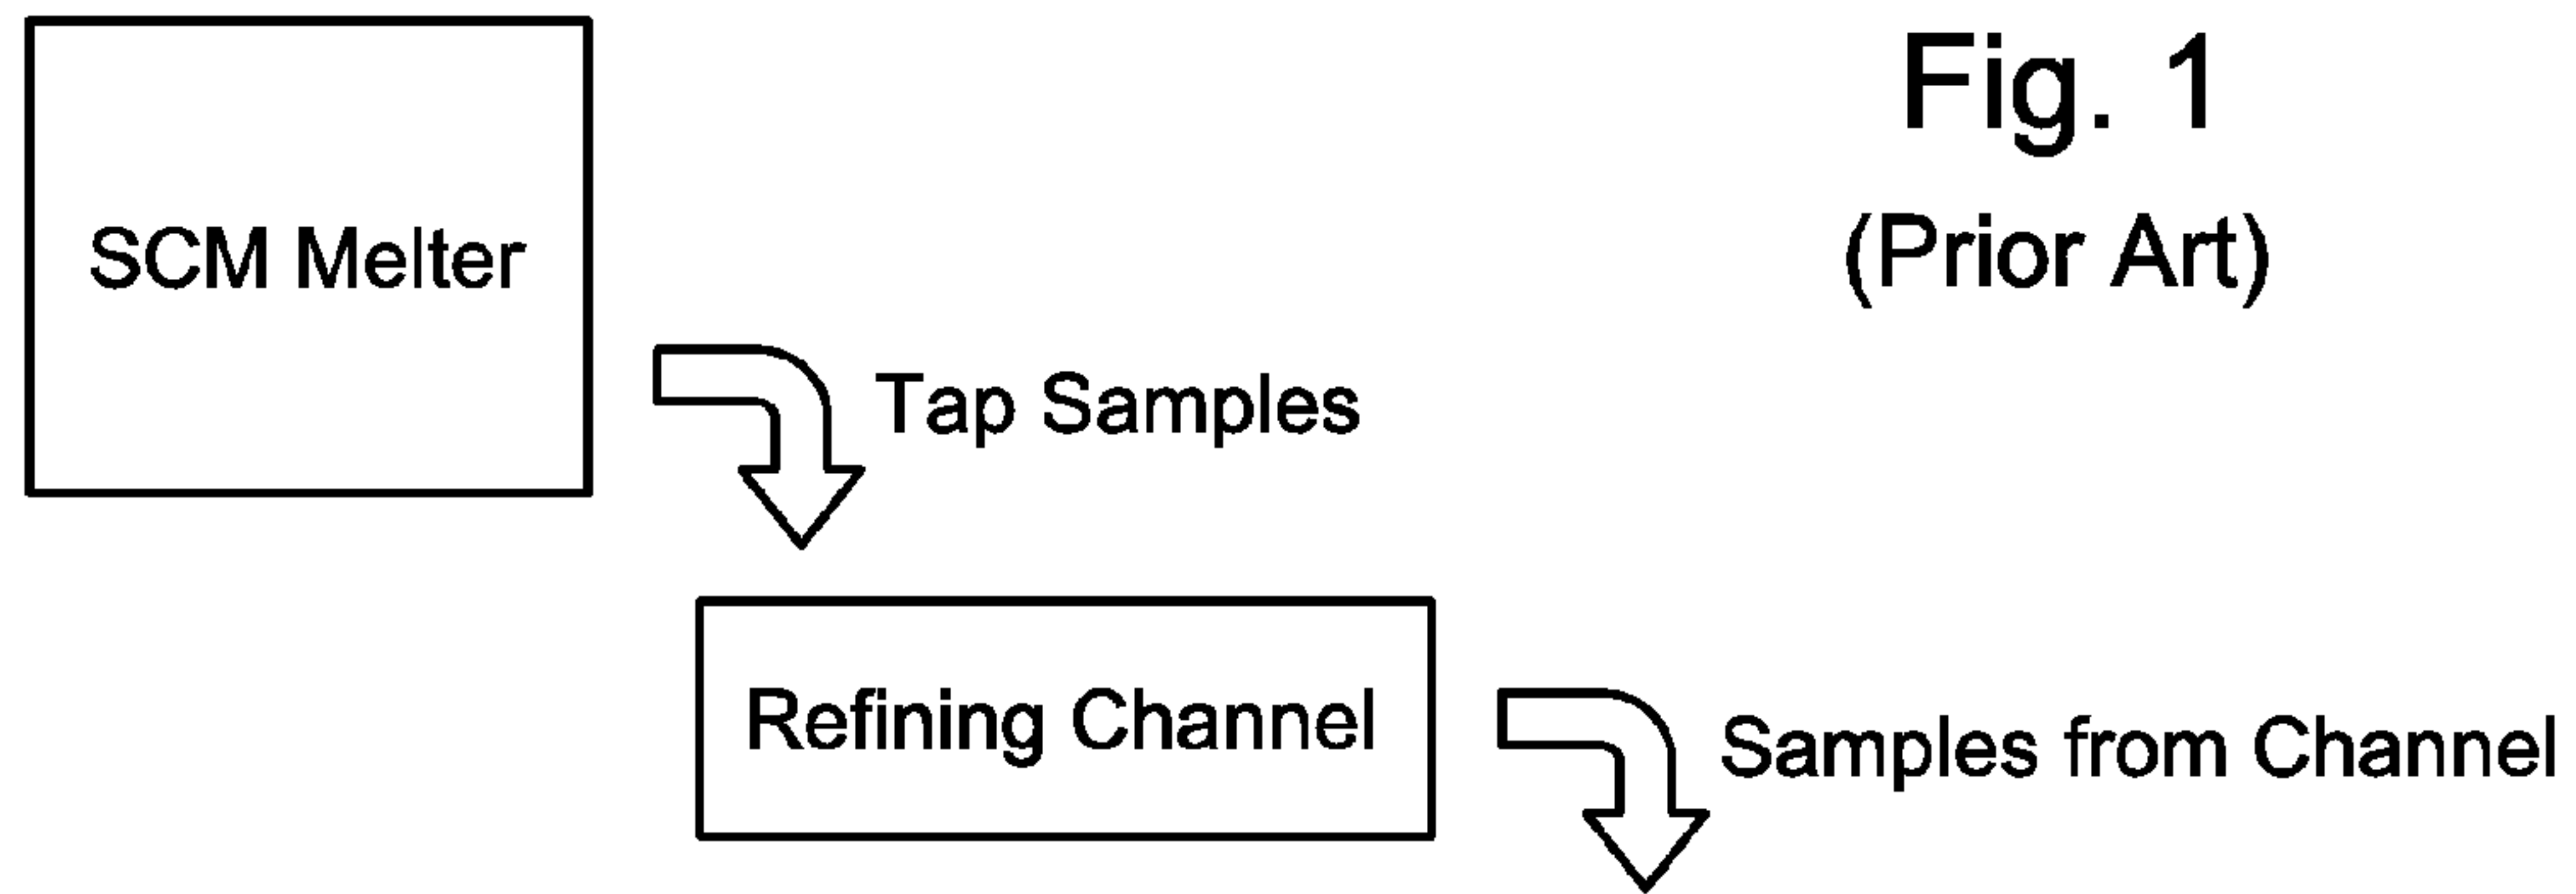 Fig. 1
(Prior Art)
SCM Melter
Tap Samples
Refining Channel
Samples from Channel